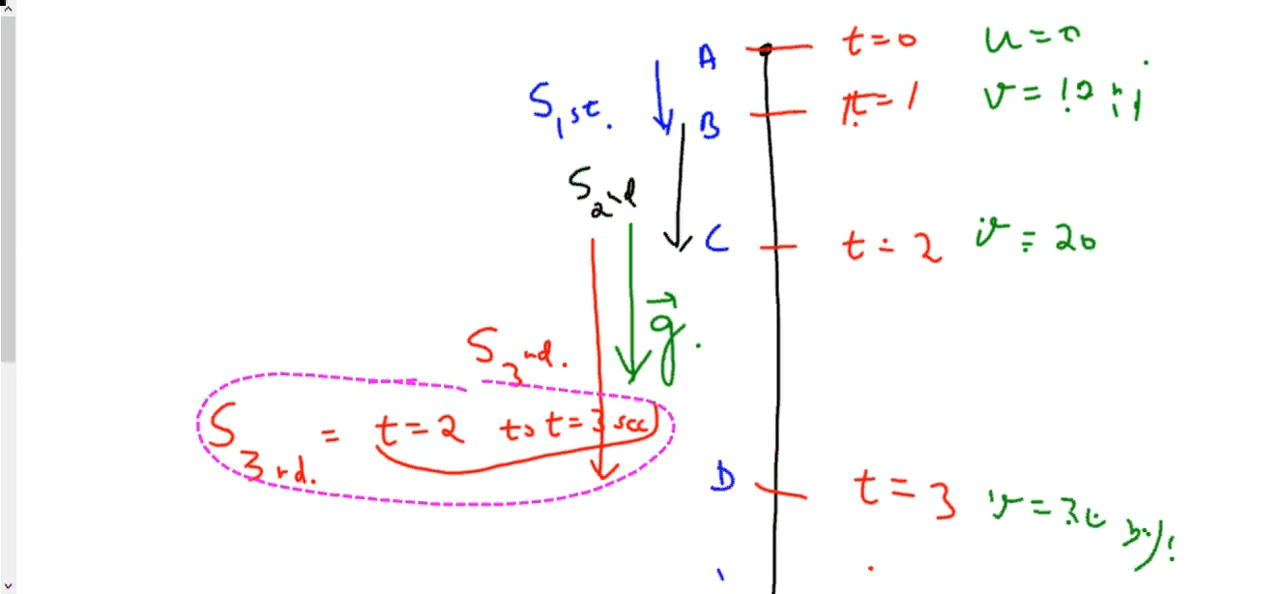 A t=0 u=0
S1st. B t=1 v=10
S2nd C t=2 v=20
g.
S3rd.
S3rd. = t=2 to t=3 sec
D t=3 v=30